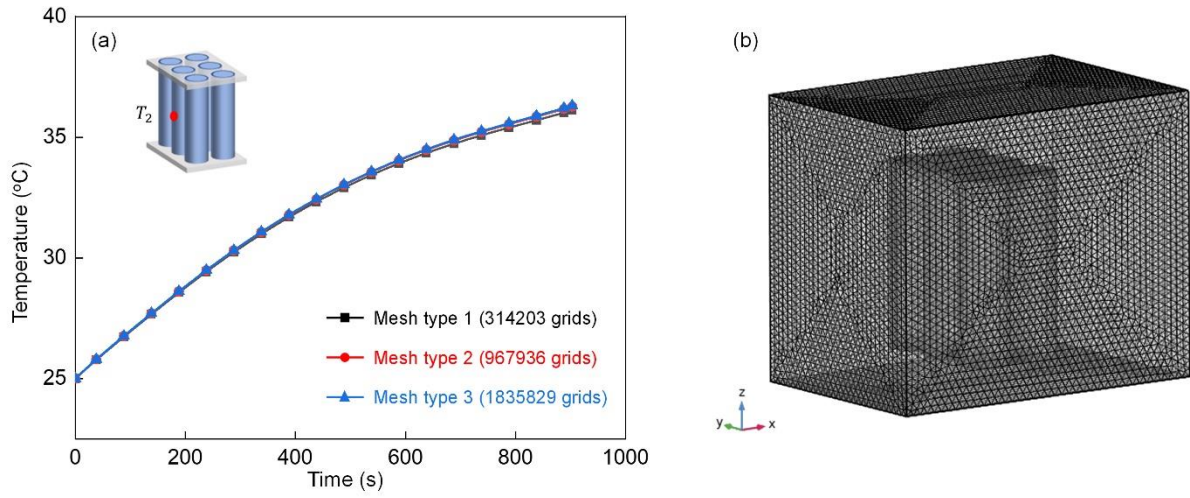 (a)
T₂
40
35
30
25
Temperature (°C)
Mesh type 1 (314203 grids)
Mesh type 2 (967936 grids)
Mesh type 3 (1835829 grids)
0 200 400 600 800 1000
Time (s)
(b)
z
y x